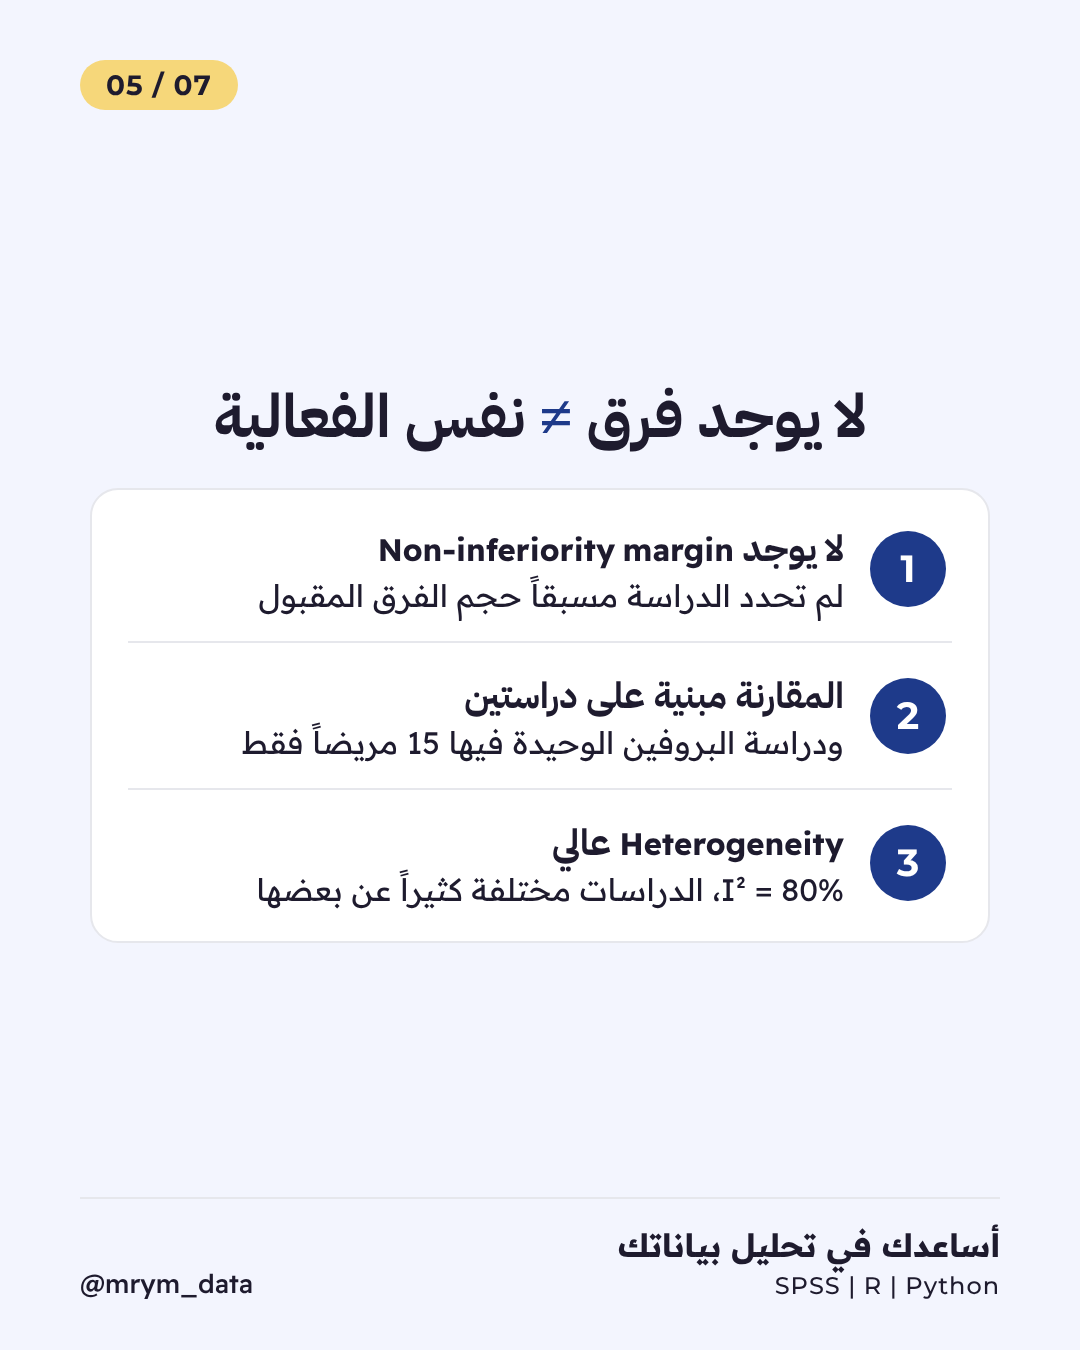 05 / 07
لا يوجد فرق ≠ نفس الفعالية
1
لا يوجد Non-inferiority margin
لم تحدد الدراسة مسبقاً حجم الفرق المقبول
2
المقارنة مبنية على دراستين
ودراسة البروفين الوحيدة فيها 15 مريضاً فقط
3
Heterogeneity عالي
I² = 80%، الدراسات مختلفة كثيراً عن بعضها
أساعدك في تحليل بياناتك
SPSS | R | Python
@mrym_data